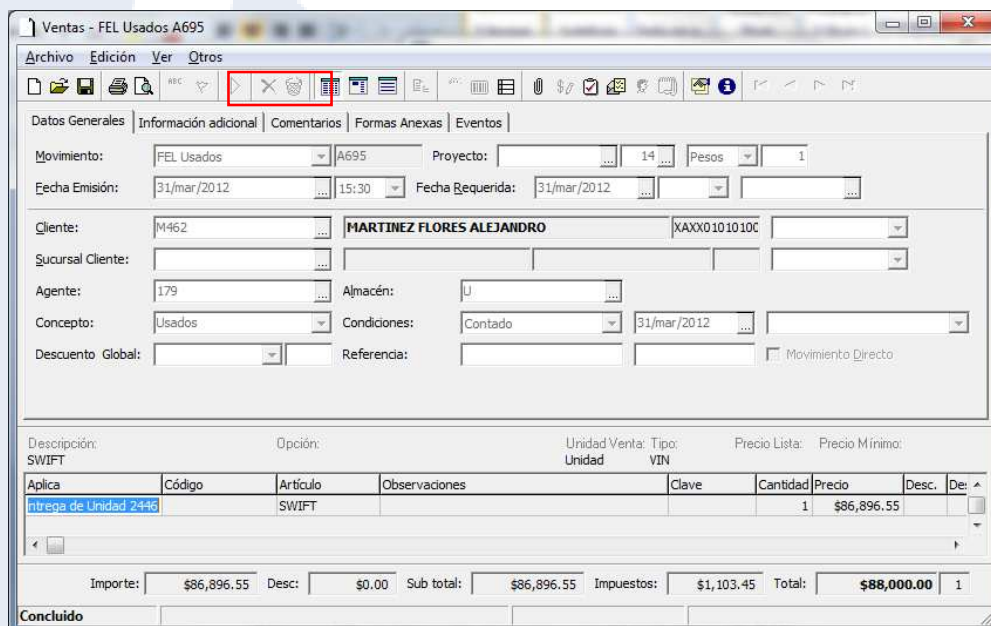 Ventas - FEL Usados A695
Archivo Edición Ver Otros
ABC
Datos Generales Información adicional Comentarios Formas Anexas Eventos
Movimiento: FEL Usados A695 Proyecto: ... 14 ... Pesos 1
Fecha Emisión: 31/mar/2012 ... 15:30 Fecha Requerida: 31/mar/2012 ... ...
Cliente: M462 ... MARTINEZ FLORES ALEJANDRO XAXX0101010C
Sucursal Cliente: ...
Agente: 179 ... Almacén: U ...
Concepto: Usados Condiciones: Contado 31/mar/2012 ...
Descuento Global: Referencia: Movimiento Directo
Descripción: Opción: Unidad Venta: Tipo: Precio Lista: Precio Mínimo:
SWIFT Unidad VIN
Aplica Código Artículo Observaciones Clave Cantidad Precio Desc. De
ntrega de Unidad 2446 SWIFT 1 $86,896.55
Importe: $86,896.55 Desc: $0.00 Sub total: $86,896.55 Impuestos: $1,103.45 Total: $88,000.00 1
Concluido